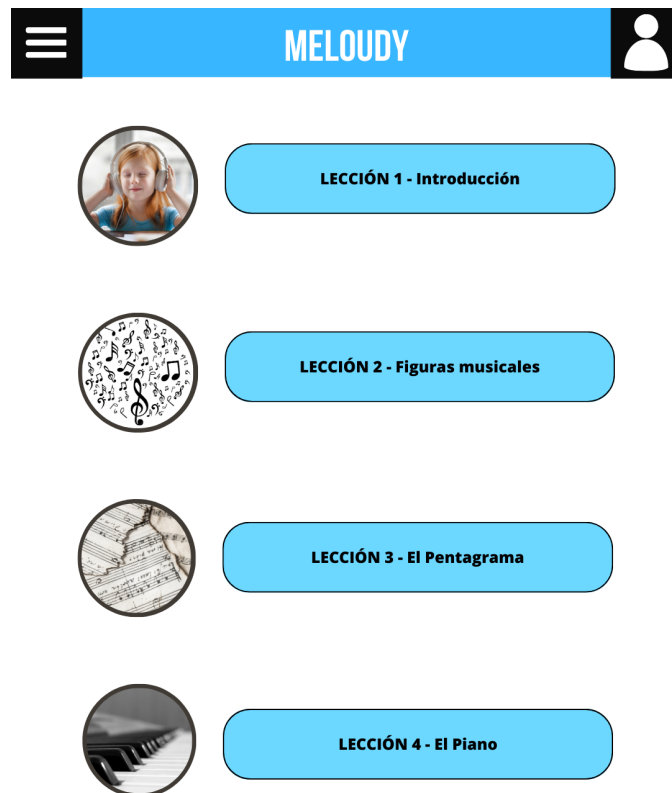 MELOUDY
LECCIÓN 1 - Introducción
LECCIÓN 2 - Figuras musicales
LECCIÓN 3 - El Pentagrama
LECCIÓN 4 - El Piano